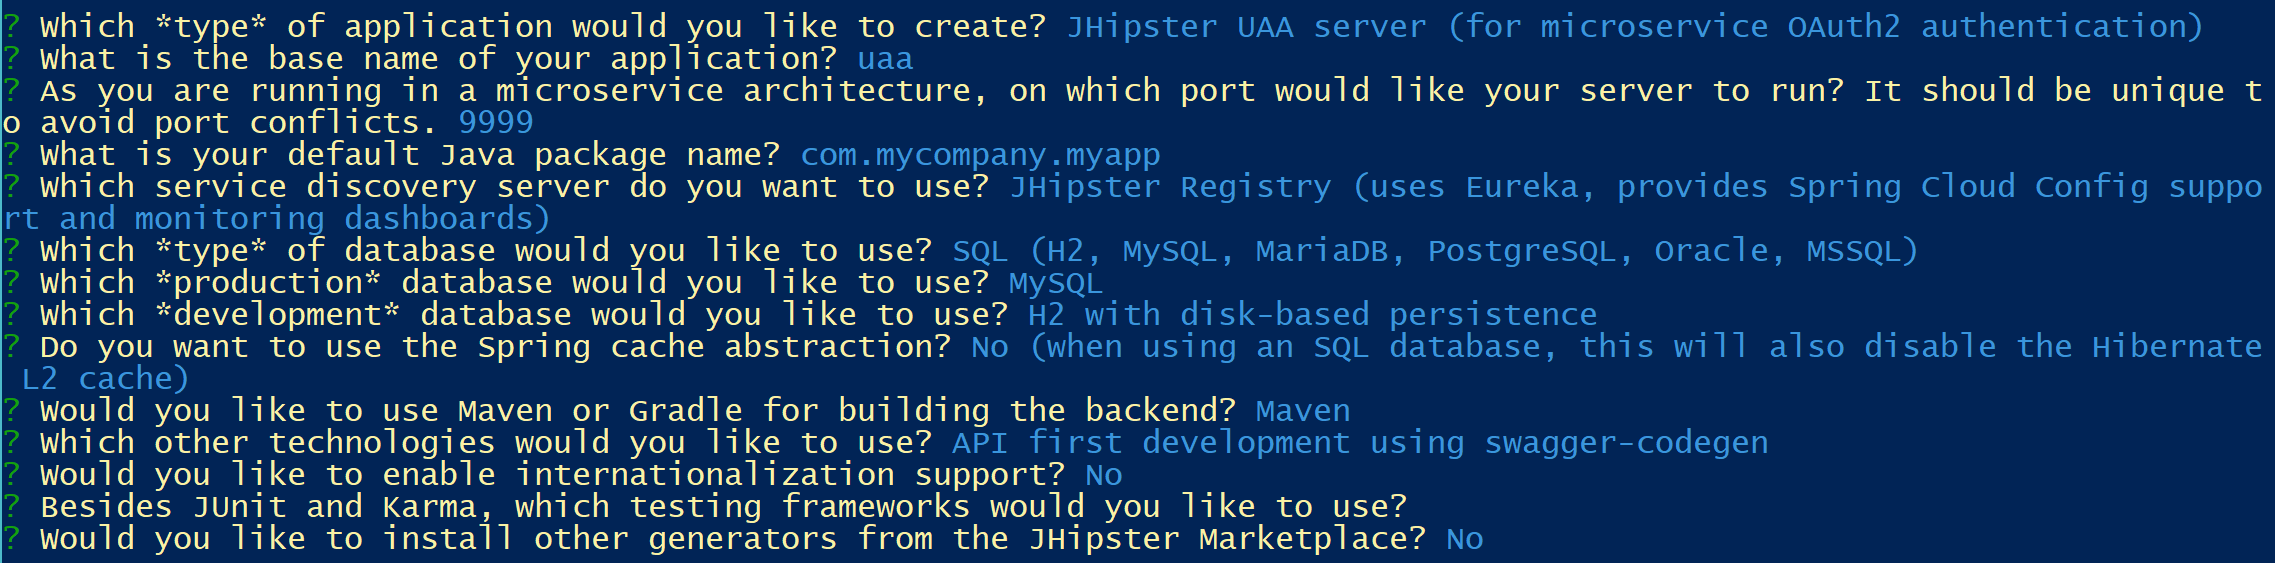 ? Which *type* of application would you like to create? JHipster UAA server (for microservice OAuth2 authentication)
? What is the base name of your application? uaa
? As you are running in a microservice architecture, on which port would like your server to run? It should be unique t
o avoid port conflicts. 9999
? What is your default Java package name? com.mycompany.myapp
? Which service discovery server do you want to use? JHipster Registry (uses Eureka, provides Spring Cloud Config suppo
rt and monitoring dashboards)
? Which *type* of database would you like to use? SQL (H2, MySQL, MariaDB, PostgreSQL, Oracle, MSSQL)
? Which *production* database would you like to use? MySQL
? Which *development* database would you like to use? H2 with disk-based persistence
? Do you want to use the Spring cache abstraction? No (when using an SQL database, this will also disable the Hibernate
 L2 cache)
? Would you like to use Maven or Gradle for building the backend? Maven
? Which other technologies would you like to use? API first development using swagger-codegen
? Would you like to enable internationalization support? No
? Besides JUnit and Karma, which testing frameworks would you like to use?
? Would you like to install other generators from the JHipster Marketplace? No